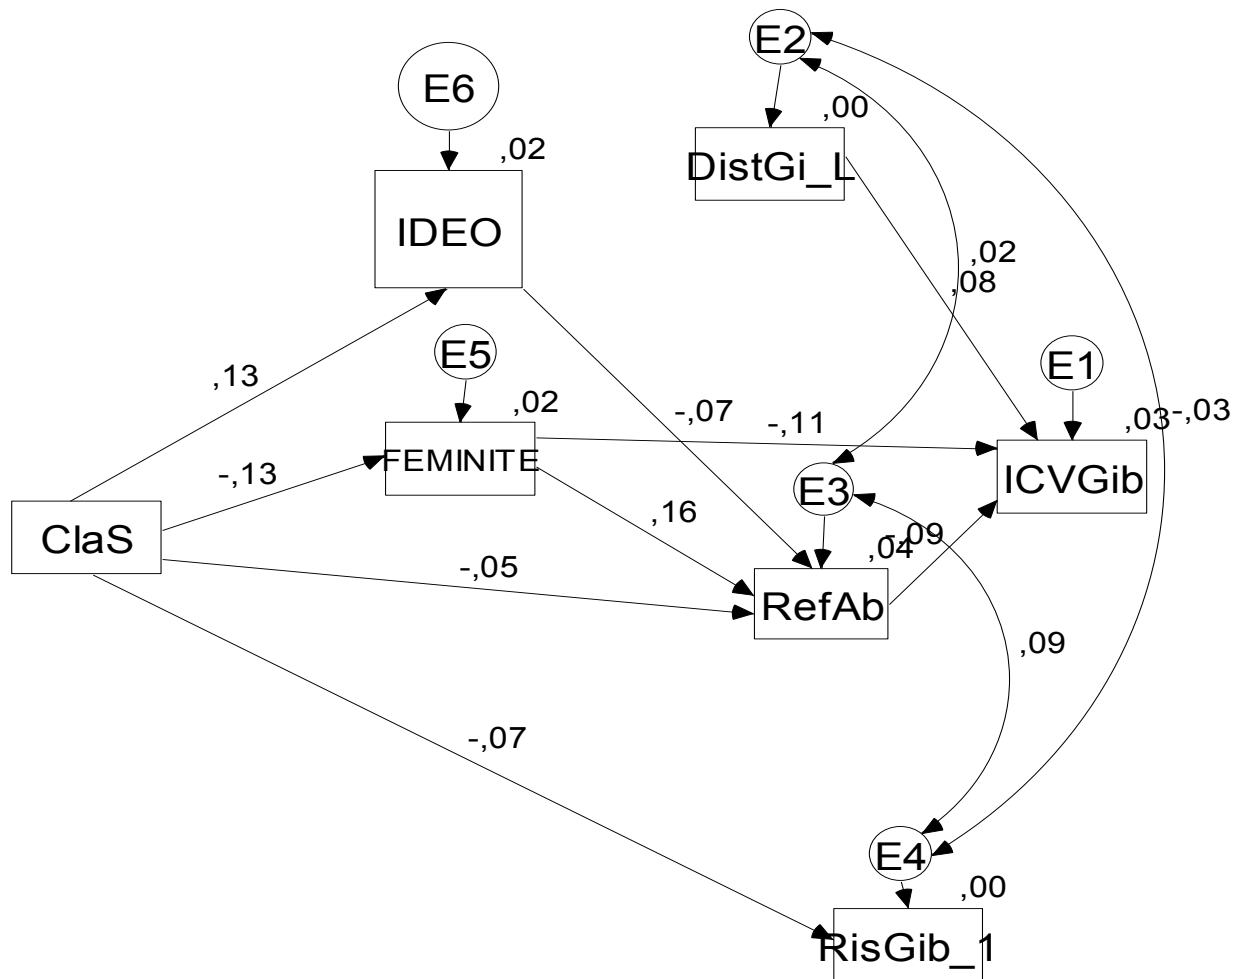 E2
E6
,00
,02
DistGi_L
IDEO
,02
,08
E5
E1
,13
,02
-,07
-,11
,03
-,03
FEMINITE
-,13
E3
ICVGib
ClaS
,16
,04
-,09
-,05
RefAb
,09
-,07
E4
,00
RisGib_1